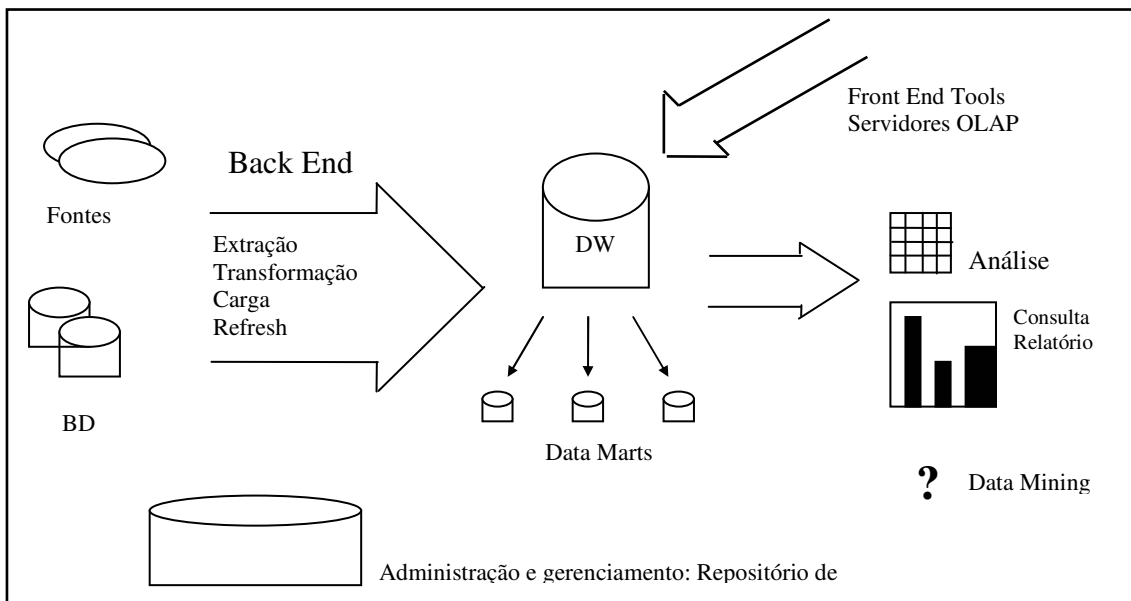 Front End Tools
Servidores OLAP
Back End
Fontes
Extração
Transformação
Carga
Refresh
DW
Análise
Consulta
Relatório
BD
Data Marts
?
Data Mining
Administração e gerenciamento: Repositório de